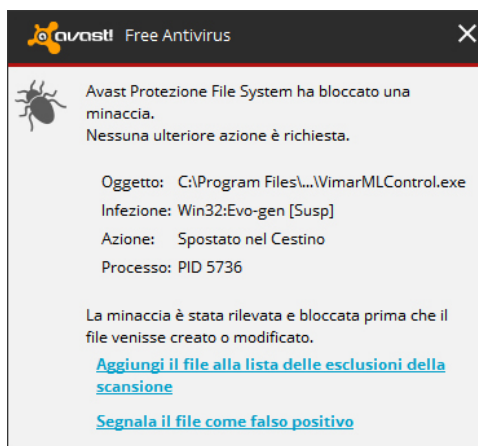 avast! Free Antivirus
Avast Protezione File System ha bloccato una
minaccia.
Nessuna ulteriore azione è richiesta.
Oggetto: C:\Program Files\...\VimarMLControl.exe
Infezione: Win32:Evo-gen [Susp]
Azione: Spostato nel Cestino
Processo: PID 5736
La minaccia è stata rilevata e bloccata prima che il
file venisse creato o modificato.
Aggiungi il file alla lista delle esclusioni della
scansione
Segnala il file come falso positivo